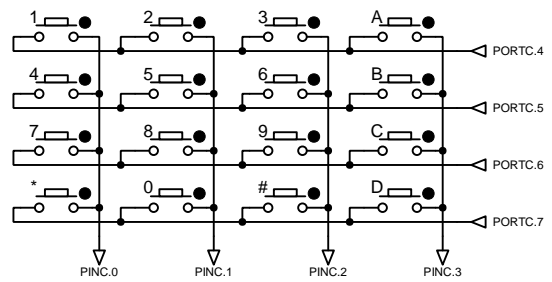 1 2 3 A
PORTC.4
4 5 6 B
PORTC.5
7 8 9 C
PORTC.6
* 0 # D
PORTC.7
PINC.0 PINC.1 PINC.2 PINC.3